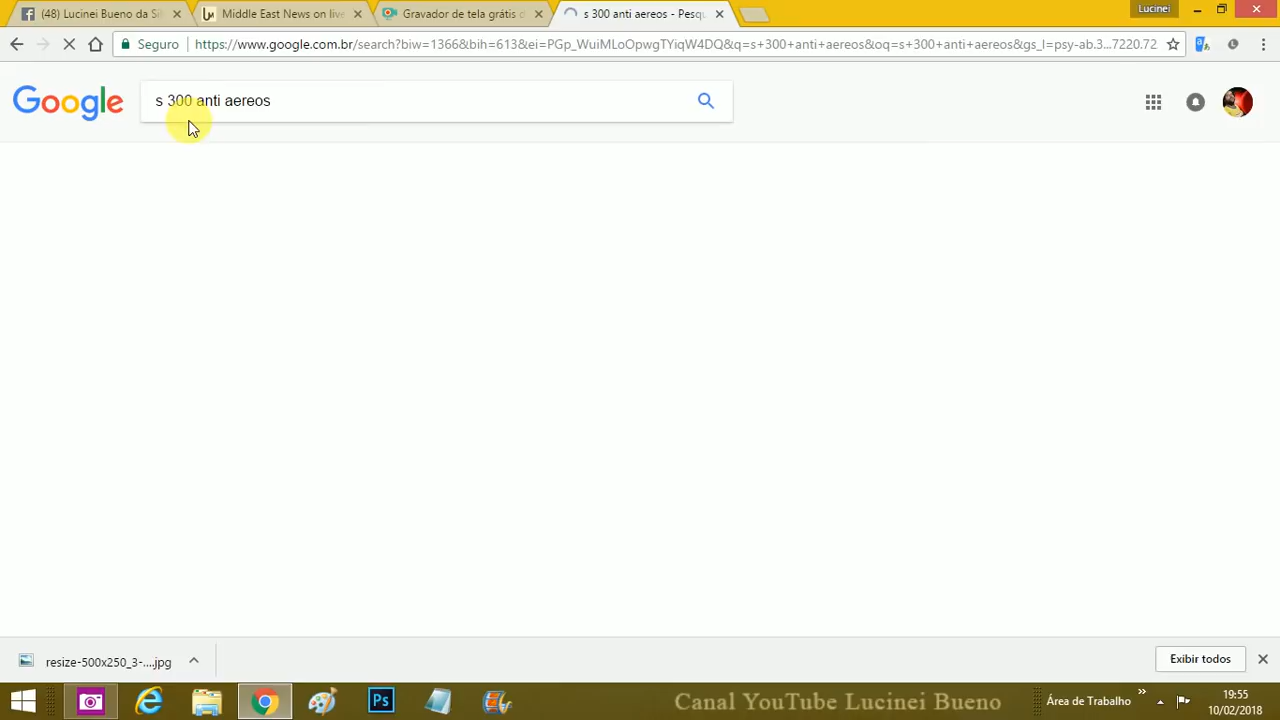 (48) Lucinei Bueno da Sil
Middle East News on live
Gravador de tela grátis d
s 300 anti aereos - Pesqu
Lucinei
Seguro
https://www.google.com.br/search?biw=1366&bih=613&ei=PGp_WuiMLoOpwgTYiqW4DQ&q=s+300+anti+aereos&oq=s+300+anti+aereos&gs_l=psy-ab.3...7220.72
Google
s 300 anti aereos
resize-500x250_3-....jpg
Exibir todos
Ps
Canal YouTube Lucinei Bueno
Área de Trabalho
19:55
10/02/2018